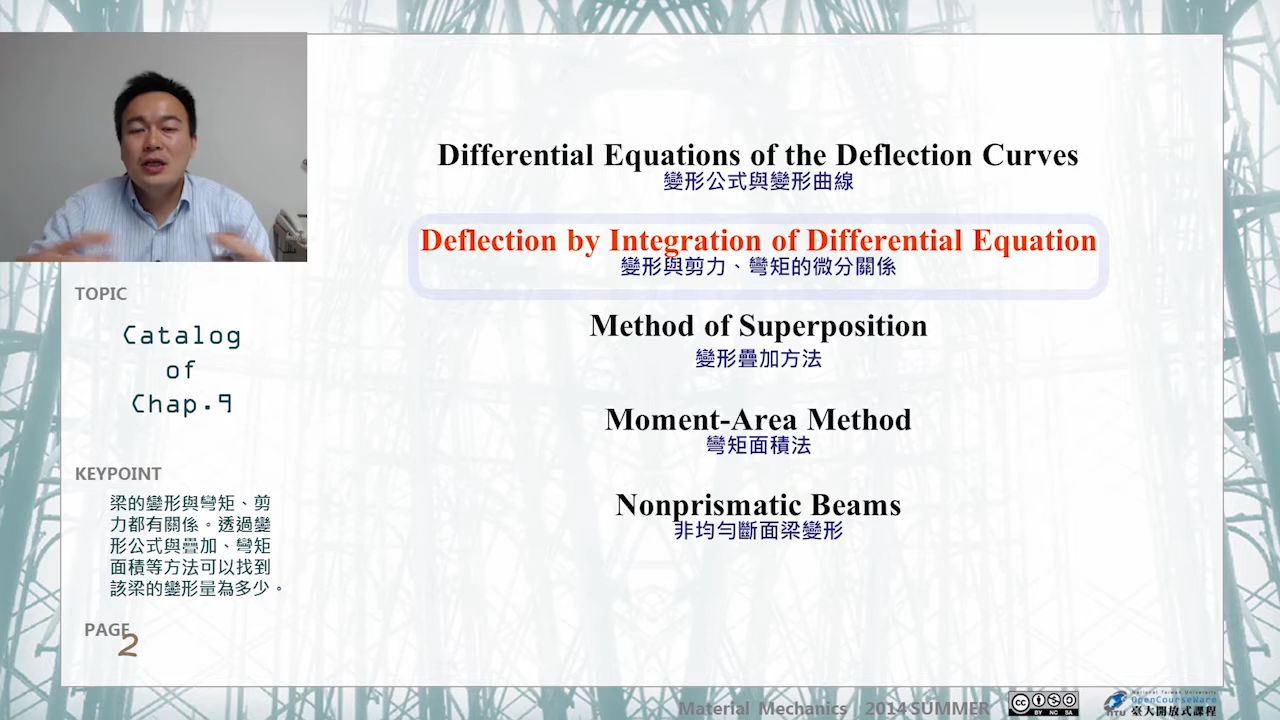 Differential Equations of the Deflection Curves
變形公式與變形曲線
Deflection by Integration of Differential Equation
變形與剪力、彎矩的微分關係
Method of Superposition
變形疊加方法
Moment-Area Method
彎矩面積法
Nonprismatic Beams
非均勻斷面梁變形
TOPIC
Catalog
of
Chap.9
KEYPOINT
梁的變形與彎矩、剪
力都有關係。透過變
形公式與疊加、彎矩
面積等方法可以找到
該梁的變形量為多少。
PAGE
2
Material Mechanics 2014 SUMMER
CC BY NC SA
National Taiwan University
OpenCourseWare
NTU 臺大開放式課程